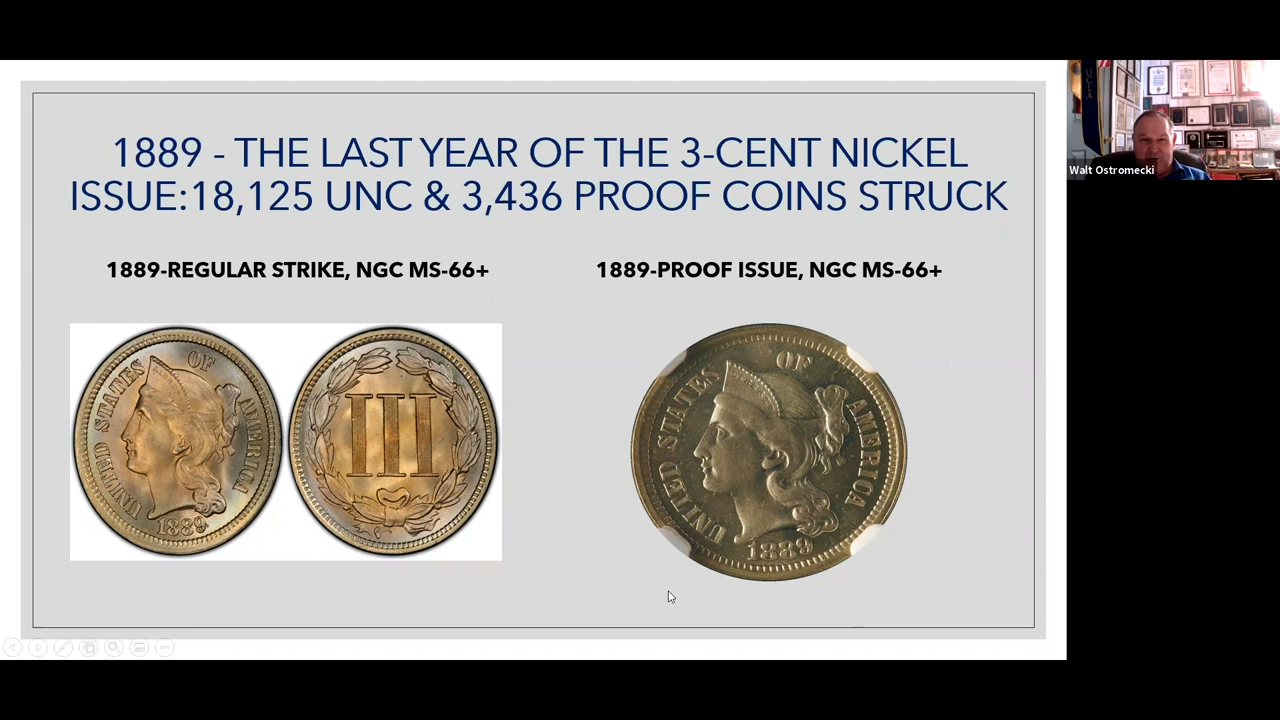 1889 - THE LAST YEAR OF THE 3-CENT NICKEL
ISSUE:18,125 UNC & 3,436 PROOF COINS STRUCK
1889-REGULAR STRIKE, NGC MS-66+
1889-PROOF ISSUE, NGC MS-66+
UNITED STATES OF AMERICA
1889
III
UNITED STATES OF AMERICA
1889
UCLA
Walt Ostromecki